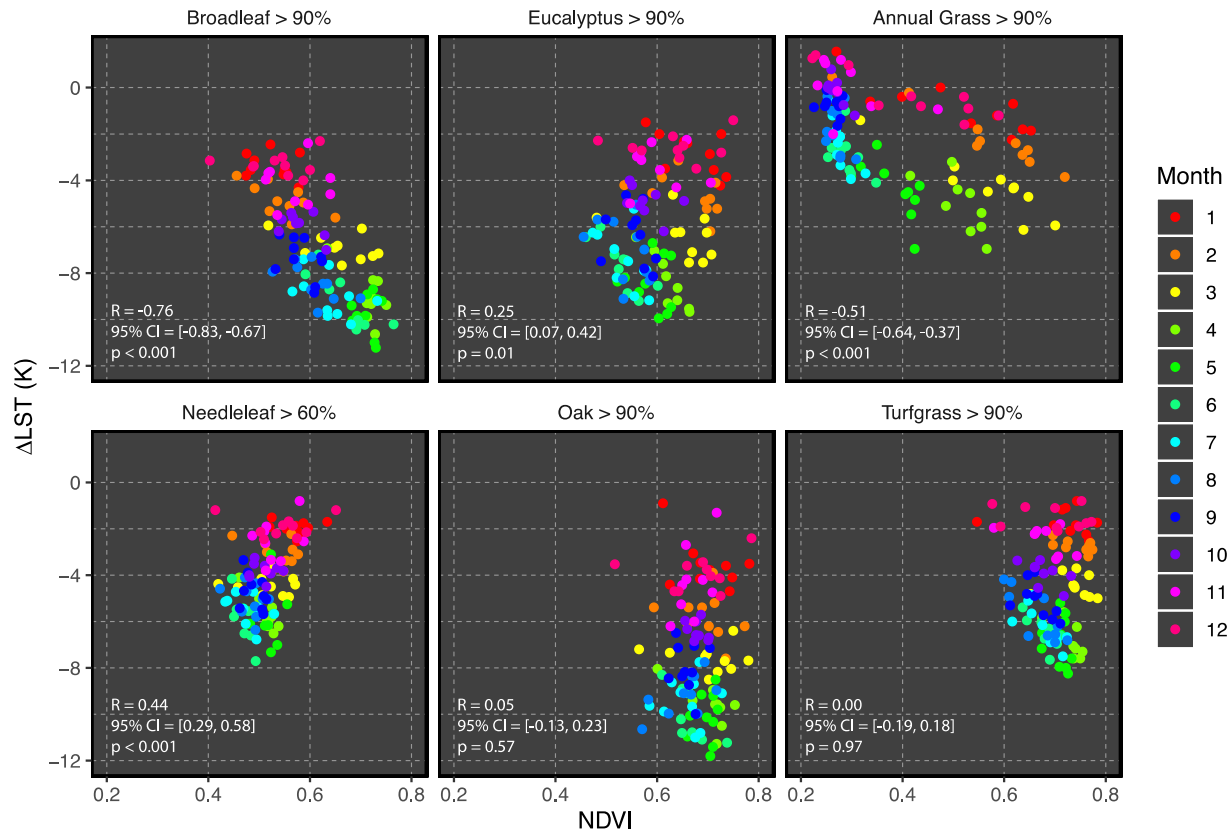 Broadleaf > 90%
Eucalyptus > 90%
Annual Grass > 90%
0
−4
−8
−12
R = -0.76
95% CI = [-0.83, -0.67]
p < 0.001
R = 0.25
95% CI = [0.07, 0.42]
p = 0.01
R = -0.51
95% CI = [-0.64, -0.37]
p < 0.001
ΔLST (K)
Needleleaf > 60%
Oak > 90%
Turfgrass > 90%
0
−4
−8
−12
R = 0.44
95% CI = [0.29, 0.58]
p < 0.001
R = 0.05
95% CI = [-0.13, 0.23]
p = 0.57
R = 0.00
95% CI = [-0.19, 0.18]
p = 0.97
0.2 0.4 0.6 0.8
0.2 0.4 0.6 0.8
0.2 0.4 0.6 0.8
NDVI
Month
1
2
3
4
5
6
7
8
9
10
11
12